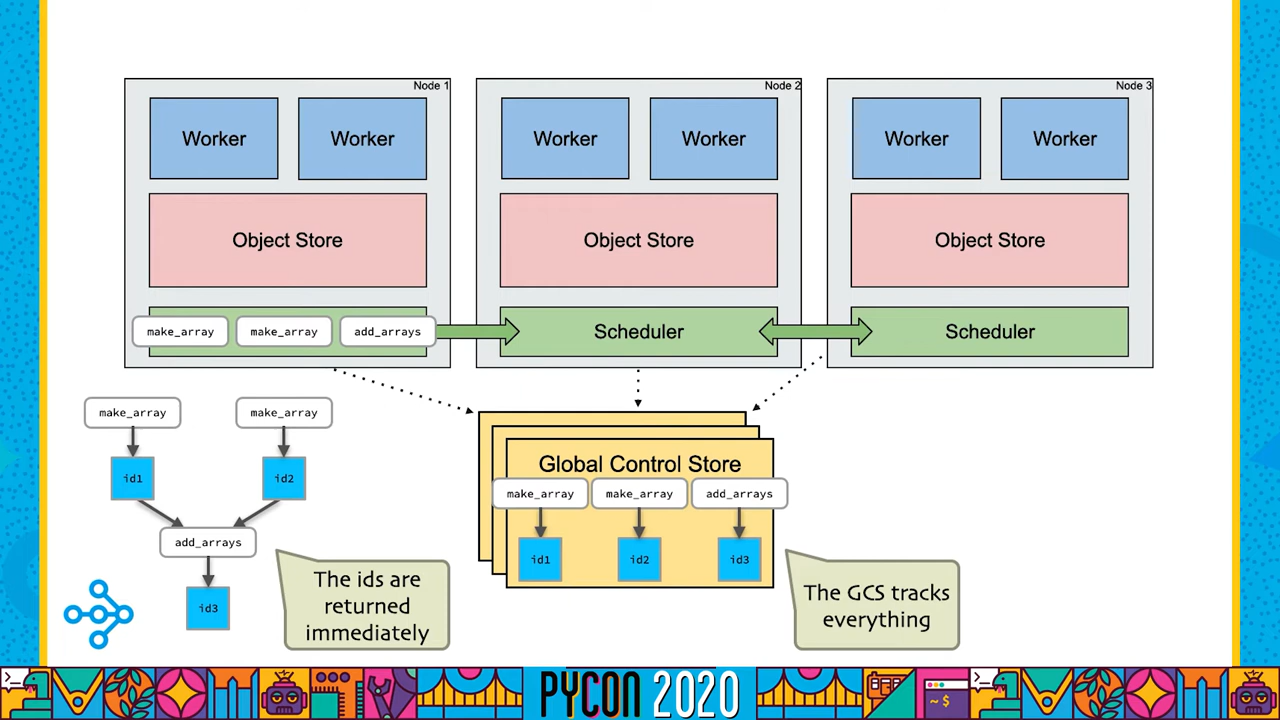 Node 1
Node 2
Node 3
Worker
Worker
Worker
Worker
Worker
Worker
Object Store
Object Store
Object Store
make_array
make_array
add_arrays
Scheduler
Scheduler
make_array
make_array
id1
id2
add_arrays
id3
The ids are
returned
immediately
Global Control Store
make_array
make_array
add_arrays
id1
id2
id3
The GCS tracks
everything
PYCON 2020
~$